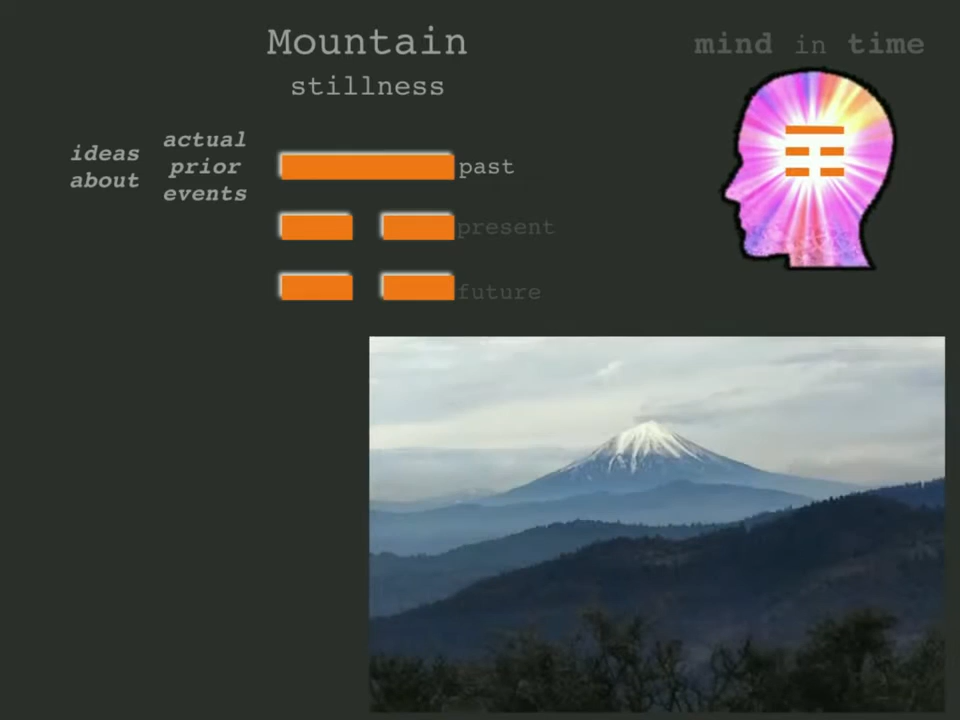 Mountain
stillness
mind in time
ideas
about
actual
prior
events
past
present
future